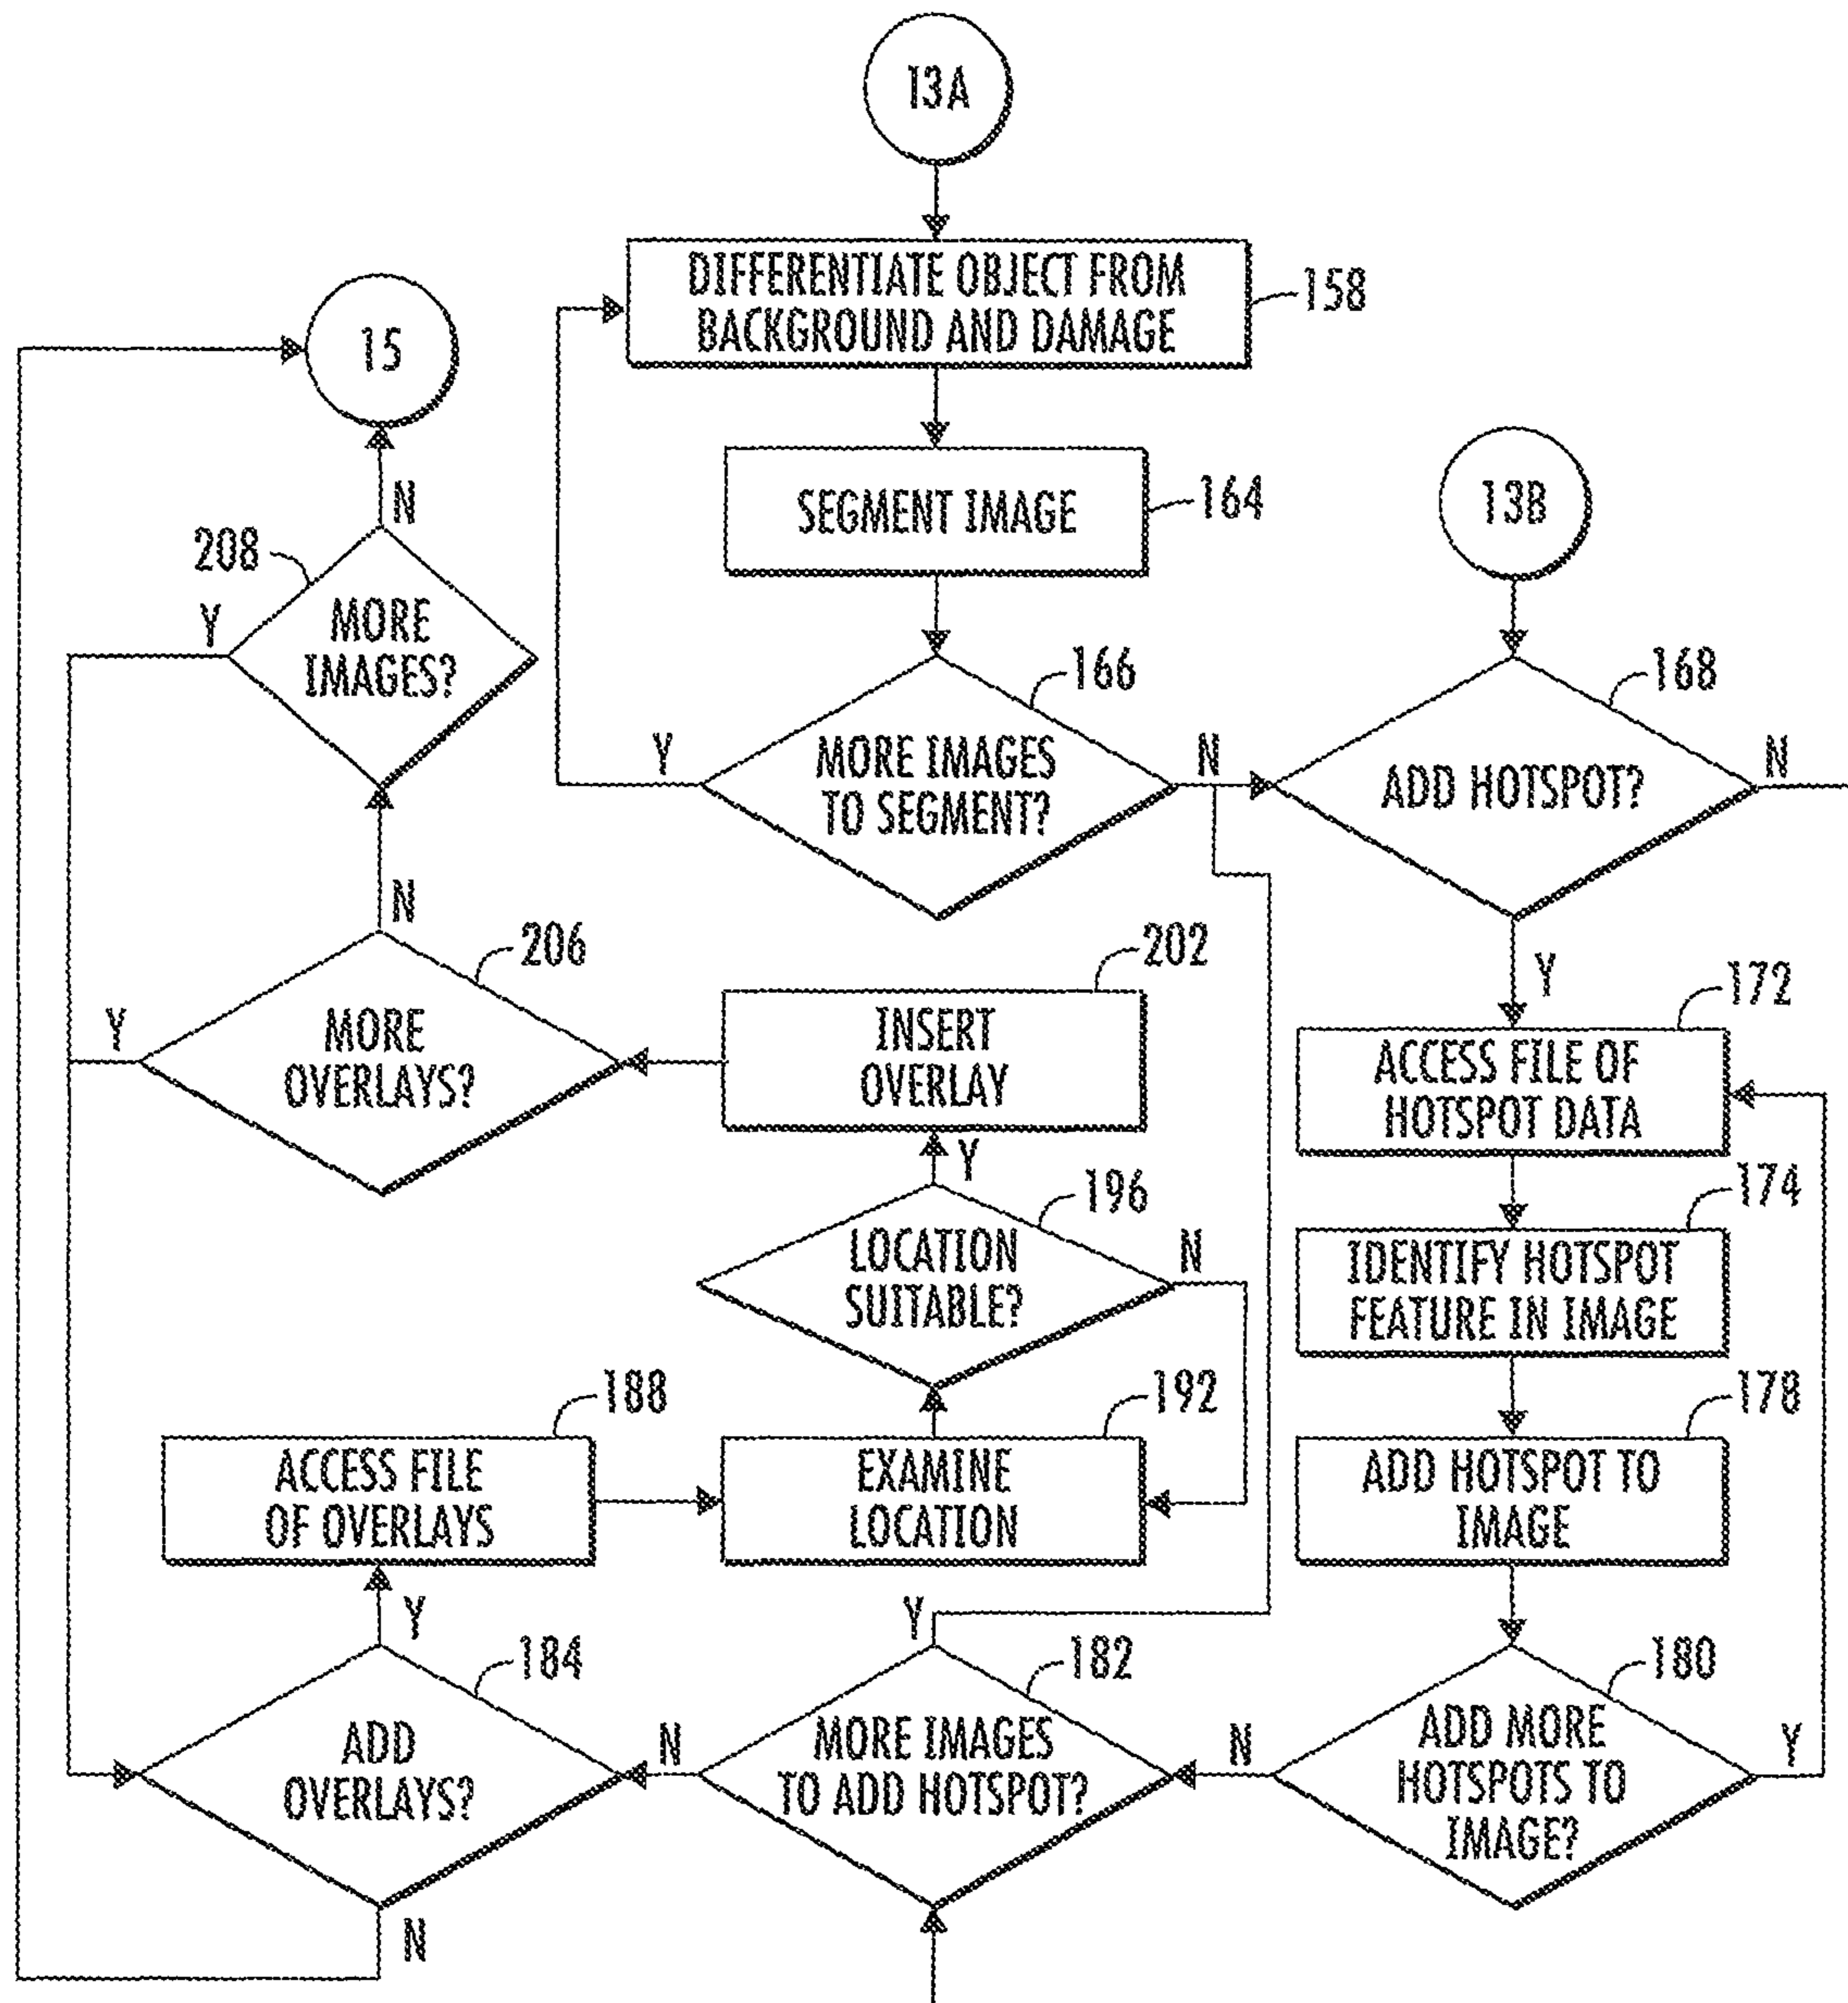 13A
DIFFERENTIATE OBJECT FROM
BACKGROUND AND DAMAGE
158
15
SEGMENT IMAGE
164
13B
N
208
Y
MORE
IMAGES?
166
168
Y
MORE IMAGES
TO SEGMENT?
N
ADD HOTSPOT?
N
N
206
202
Y
172
Y
MORE
OVERLAYS?
INSERT
OVERLAY
ACCESS FILE OF
HOTSPOT DATA
Y
196
174
LOCATION
SUITABLE?
N
IDENTIFY HOTSPOT
FEATURE IN IMAGE
188
192
178
ACCESS FILE
OF OVERLAYS
EXAMINE
LOCATION
ADD HOTSPOT TO
IMAGE
Y
184
Y
182
180
ADD
OVERLAYS?
N
MORE IMAGES
TO ADD HOTSPOT?
N
ADD MORE
HOTSPOTS TO
IMAGE?
Y
N